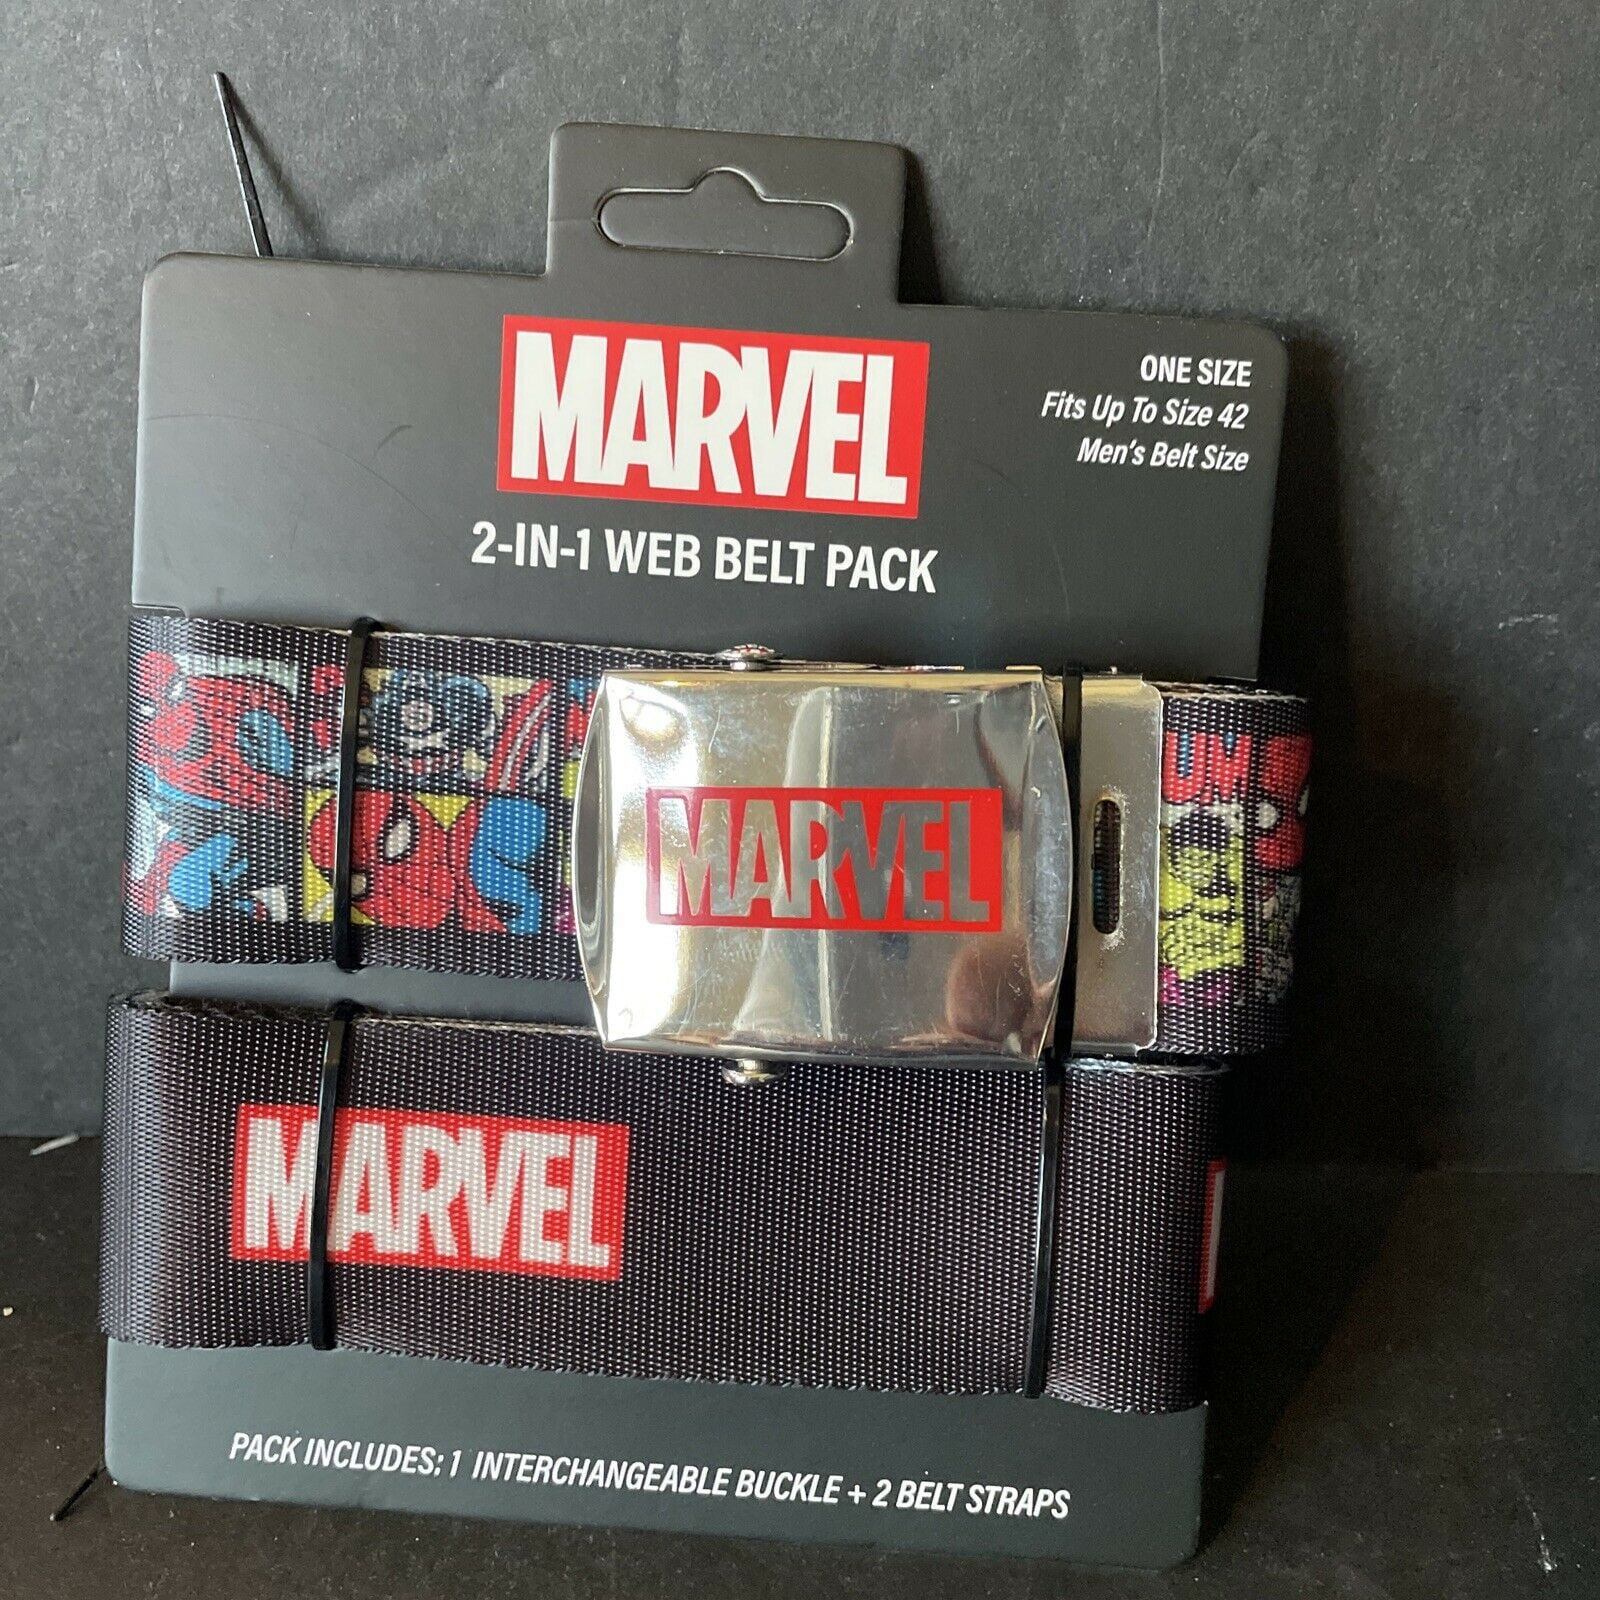 MARVEL
ONE SIZE
Fits Up To Size 42
Men's Belt Size
2-IN-1 WEB BELT PACK
MARVEL
MARVEL
PACK INCLUDES: 1 INTERCHANGEABLE BUCKLE + 2 BELT STRAPS